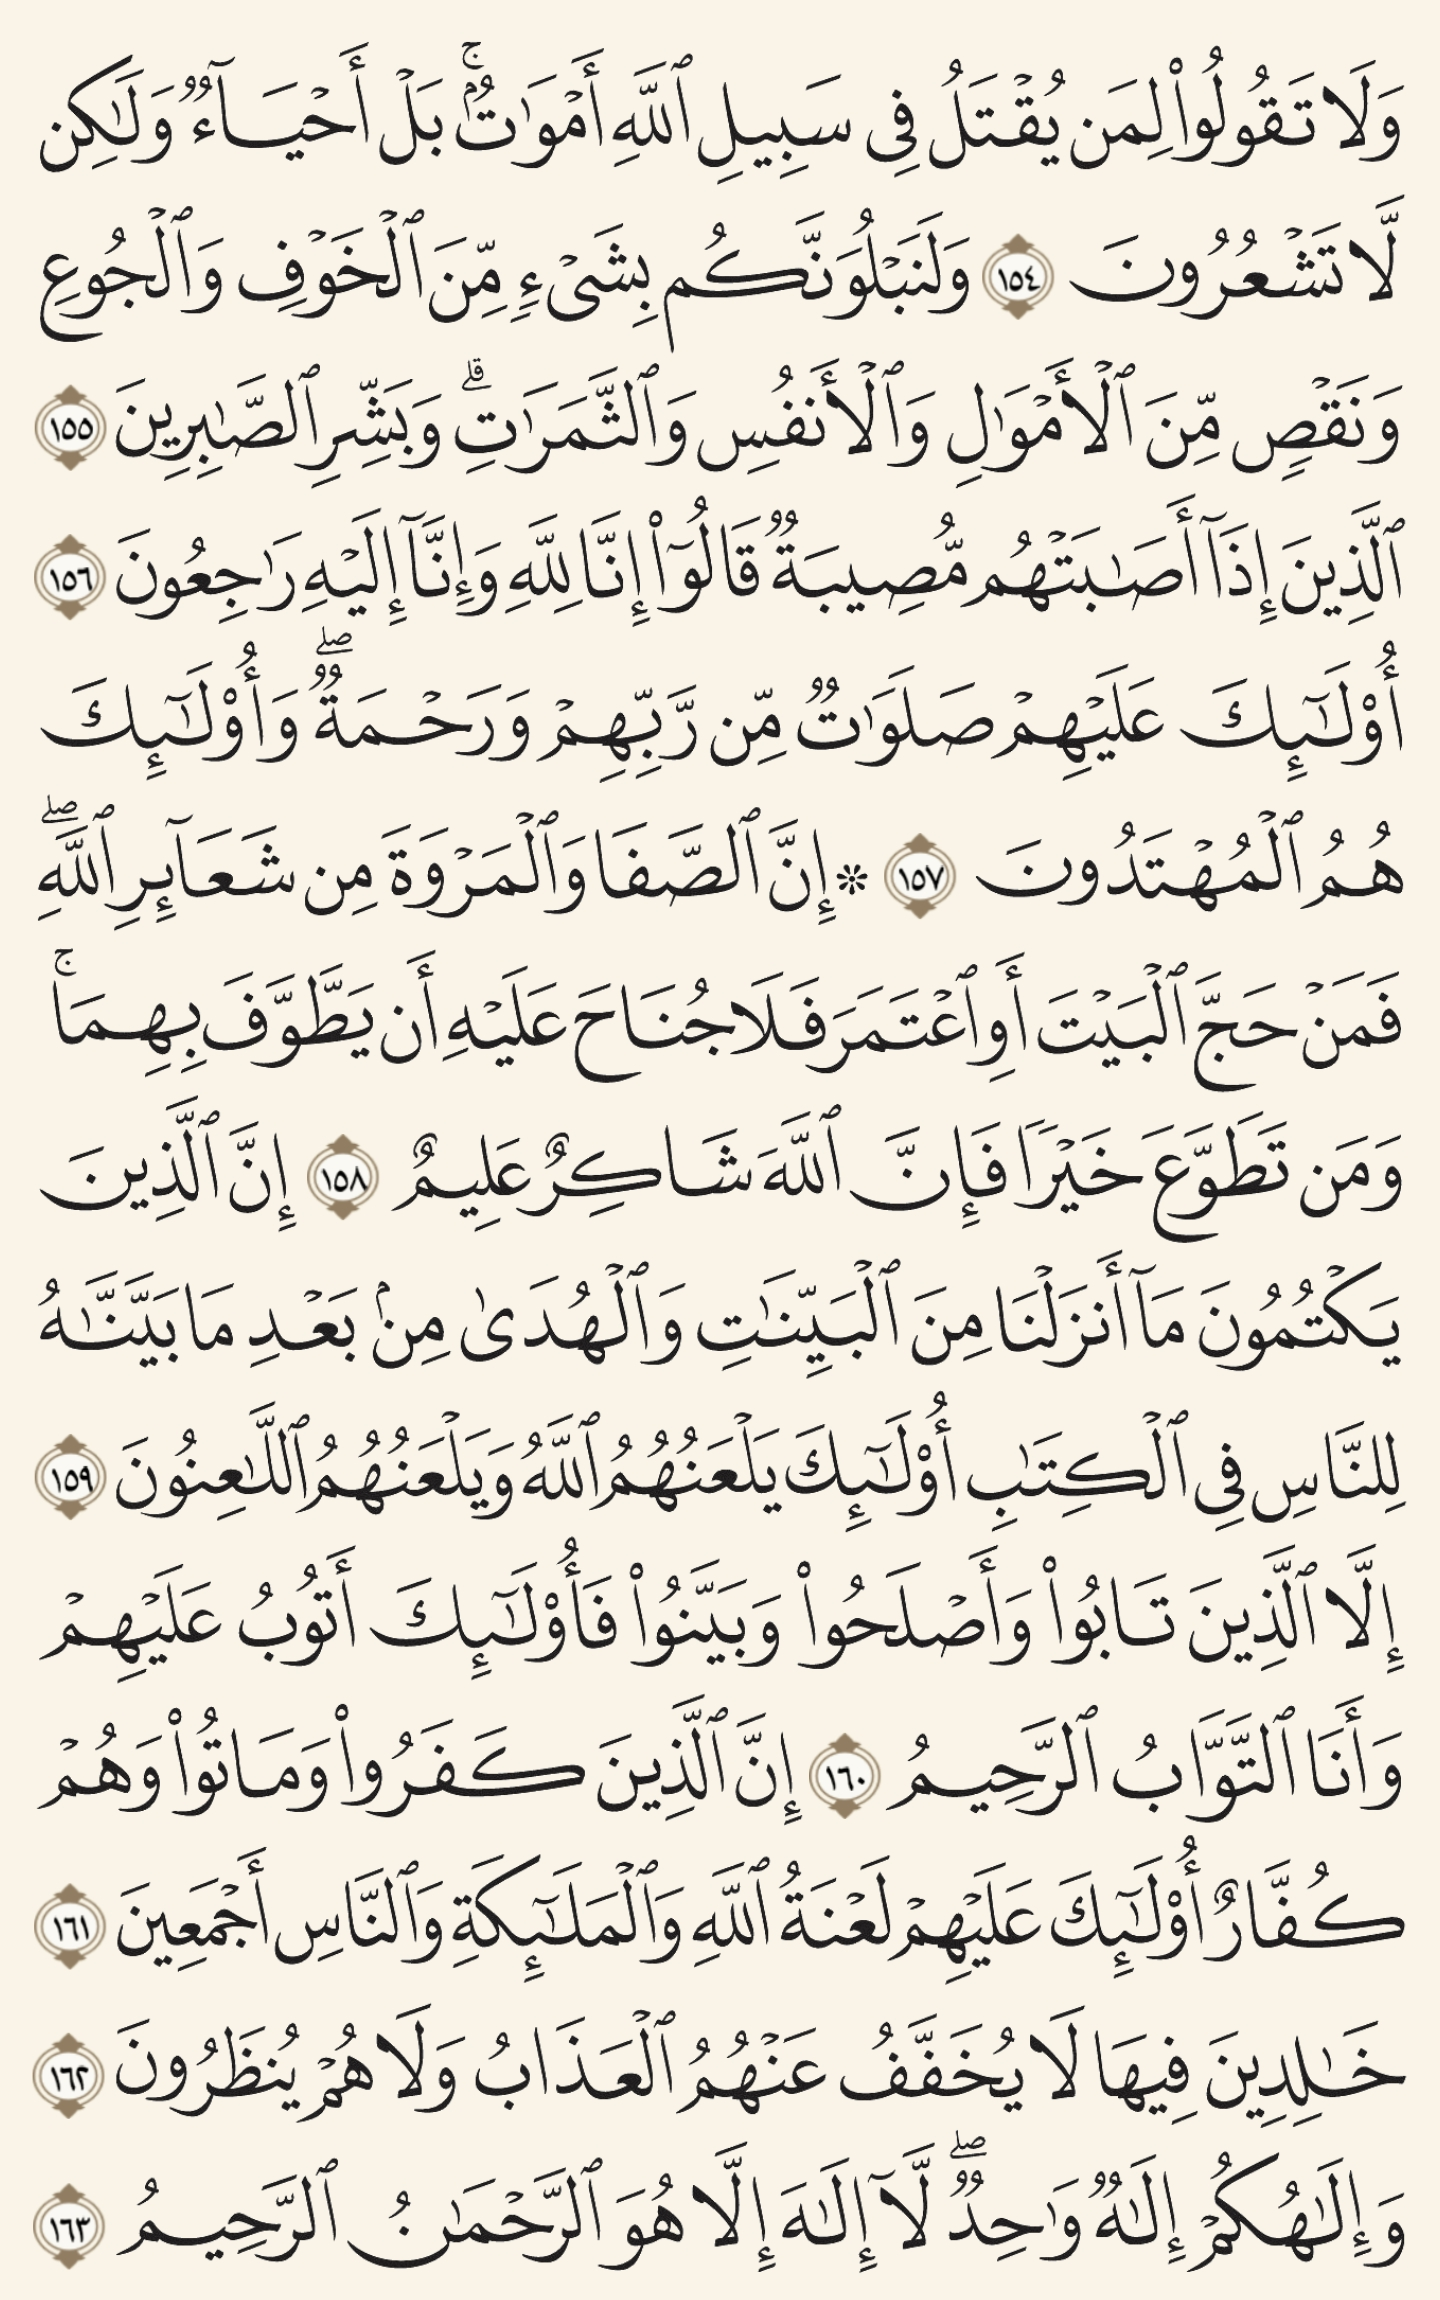 وَلَا تَقُولُوا۟ لِمَن يُقْتَلُ فِى سَبِيلِ ٱللَّهِ أَمْوَٰتٌۢ ۚ بَلْ أَحْيَآءٌ وَلَـٰكِن
لَّا تَشْعُرُونَ ١٥٤ وَلَنَبْلُوَنَّكُم بِشَىْءٍ مِّنَ ٱلْخَوْفِ وَٱلْجُوعِ
وَنَقْصٍ مِّنَ ٱلْأَمْوَٰلِ وَٱلْأَنفُسِ وَٱلثَّمَرَٰتِ ۗ وَبَشِّرِ ٱلصَّـٰبِرِينَ ١٥٥
ٱلَّذِينَ إِذَآ أَصَـٰبَتْهُم مُّصِيبَةٌ قَالُوٓا۟ إِنَّا لِلَّهِ وَإِنَّآ إِلَيْهِ رَٰجِعُونَ ١٥٦
أُو۟لَـٰٓئِكَ عَلَيْهِمْ صَلَوَٰتٌ مِّن رَّبِّهِمْ وَرَحْمَةٌ ۖ وَأُو۟لَـٰٓئِكَ
هُمُ ٱلْمُهْتَدُونَ ١٥٧ ۞ إِنَّ ٱلصَّفَا وَٱلْمَرْوَةَ مِن شَعَآئِرِ ٱللَّهِ ۖ
فَمَنْ حَجَّ ٱلْبَيْتَ أَوِ ٱعْتَمَرَ فَلَا جُنَاحَ عَلَيْهِ أَن يَطَّوَّفَ بِهِمَا ۚ
وَمَن تَطَوَّعَ خَيْرًا فَإِنَّ ٱللَّهَ شَاكِرٌ عَلِيمٌ ١٥٨ إِنَّ ٱلَّذِينَ
يَكْتُمُونَ مَآ أَنزَلْنَا مِنَ ٱلْبَيِّنَـٰتِ وَٱلْهُدَىٰ مِنۢ بَعْدِ مَا بَيَّنَّـٰهُ
لِلنَّاسِ فِى ٱلْكِتَـٰبِ أُو۟لَـٰٓئِكَ يَلْعَنُهُمُ ٱللَّهُ وَيَلْعَنُهُمُ ٱللَّـٰعِنُونَ ١٥٩
إِلَّا ٱلَّذِينَ تَابُوا۟ وَأَصْلَحُوا۟ وَبَيَّنُوا۟ فَأُو۟لَـٰٓئِكَ أَتُوبُ عَلَيْهِمْ
وَأَنَا ٱلتَّوَّابُ ٱلرَّحِيمُ ١٦٠ إِنَّ ٱلَّذِينَ كَفَرُوا۟ وَمَاتُوا۟ وَهُمْ
كُفَّارٌ أُو۟لَـٰٓئِكَ عَلَيْهِمْ لَعْنَةُ ٱللَّهِ وَٱلْمَلَـٰٓئِكَةِ وَٱلنَّاسِ أَجْمَعِينَ ١٦١
خَـٰلِدِينَ فِيهَا لَا يُخَفَّفُ عَنْهُمُ ٱلْعَذَابُ وَلَا هُمْ يُنظَرُونَ ١٦٢
وَإِلَـٰهُكُمْ إِلَـٰهٌ وَٰحِدٌ ۖ لَّآ إِلَـٰهَ إِلَّا هُوَ ٱلرَّحْمَـٰنُ ٱلرَّحِيمُ ١٦٣